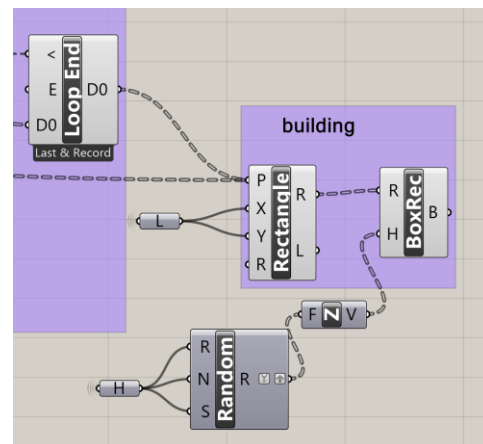 <
E
D0
Loop End
D0
Last & Record
building
P
X
Y
R
Rectangle
R
L
R
H
BoxRec
B
L
F Z V
R
N
S
Random
R
H